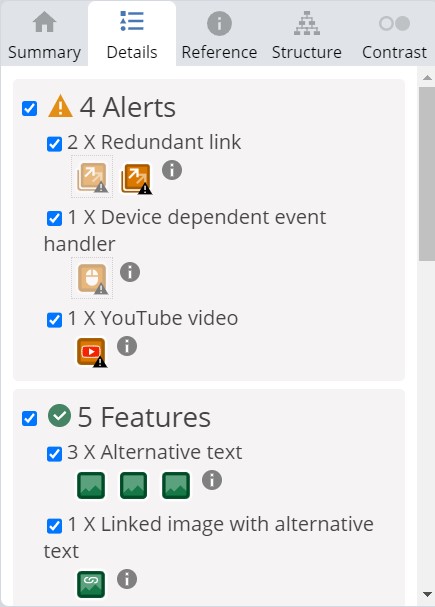 Summary Details Reference Structure Contrast
4 Alerts
2 X Redundant link
1 X Device dependent event
handler
1 X YouTube video
5 Features
3 X Alternative text
1 X Linked image with alternative
text